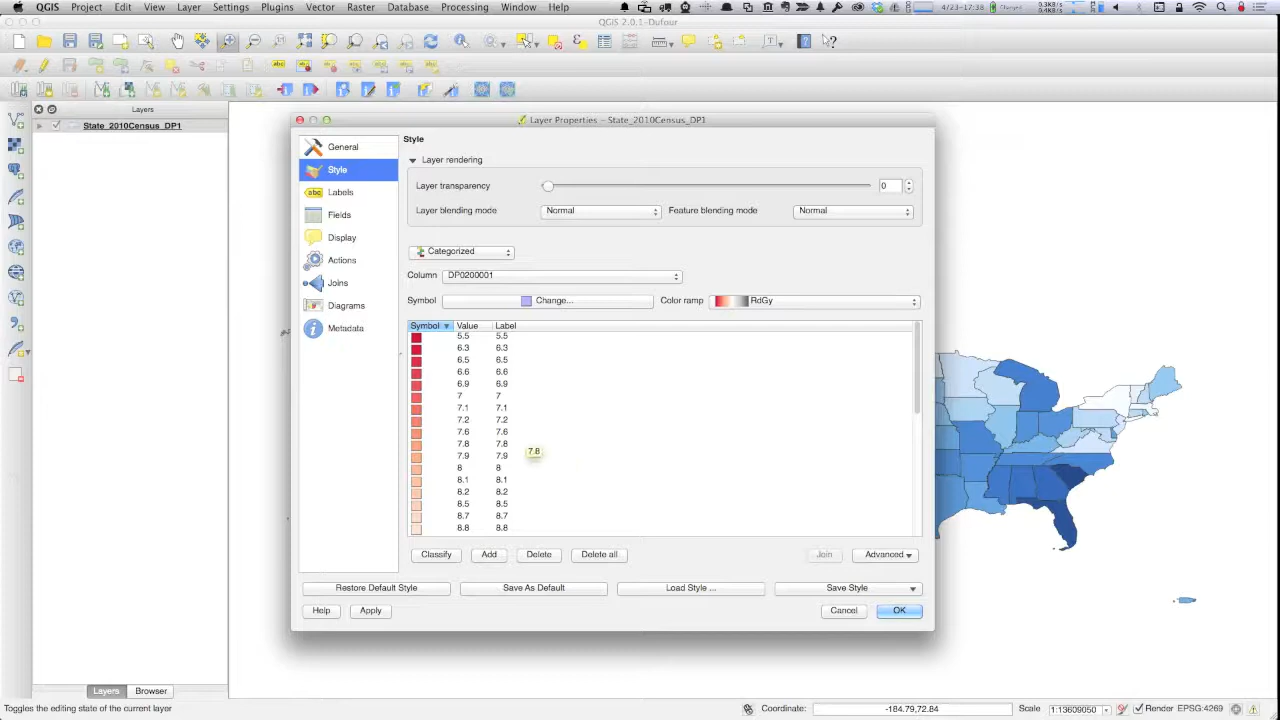 QGIS Project Edit View Layer Settings Plugins Vector Raster Database Processing Window Help 4/23-17:38
QGIS 2.0.1-Dufour
Layers
State_2010Census_DP1
Layer Properties - State_2010Census_DP1
General
Style
Labels
Fields
Display
Actions
Joins
Diagrams
Metadata
Style
Layer rendering
Layer transparency 0
Layer blending mode Normal Feature blending mode Normal
Categorized
Column DP0200001
Symbol Change... Color ramp RdGy
Symbol Value Label
5.5 5.5
6.3 6.3
6.5 6.5
6.6 6.6
6.9 6.9
7 7
7.1 7.1
7.2 7.2
7.6 7.6
7.8 7.8
7.8
7.9 7.9
8 8
8.1 8.1
8.2 8.2
8.5 8.5
8.7 8.7
8.8 8.8
Classify Add Delete Delete all Join Advanced
Restore Default Style Save As Default Load Style ... Save Style
Help Apply Cancel OK
Layers Browser
Toggles the editing state of the current layer Coordinate: -184.79,72.84 Scale 1:13609050 Render EPSG:4269